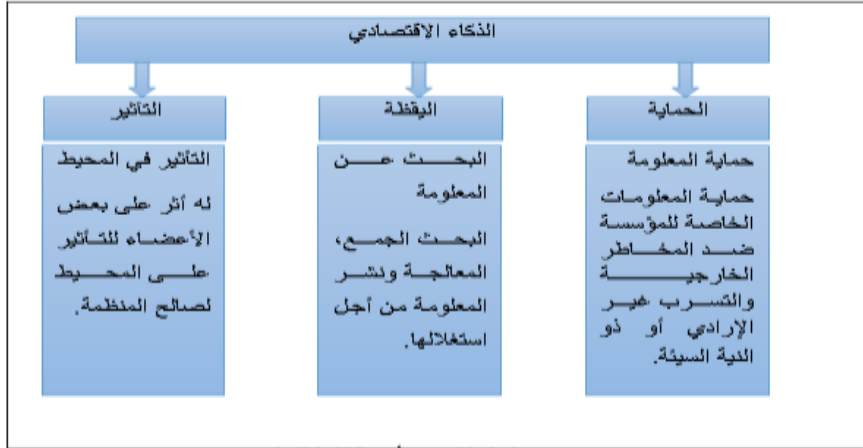 الذكاء الاقتصادي
الحماية
اليقظة
التأثير
حماية المعلومة
حماية المعلومات
الخاصة للمؤسسة
ضد المخاطر
الخارجية
والتسرب غير
الإرادي أو ذو
النية السيئة.
البحث عن
المعلومة
البحث الجمع،
المعالجة ونشر
المعلومة من أجل
استغلالها.
التأثير في المحيط
له أثر على بعض
الأعضاء للتأثير
على المحيط
لصالح المنظمة.